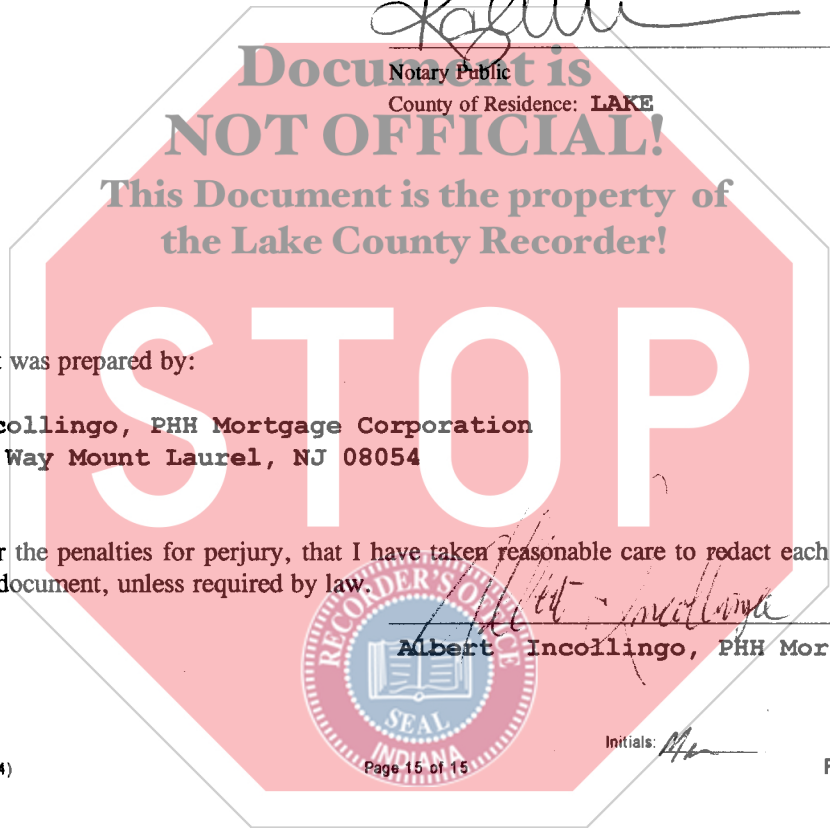 Document is
Notary Public
County of Residence: LAKE
NOT OFFICIAL!
This Document is the property of
the Lake County Recorder!
STOP
was prepared by:
collingo, PHH Mortgage Corporation
Way Mount Laurel, NJ 08054
the penalties for perjury, that I have taken reasonable care to redact each
document, unless required by law.
Albert Incollingo
RECORDER'S OFFICE
Albert Incollingo, PHH Mor
SEAL
INDIANA
Initials:
4)
Page 15 of 15